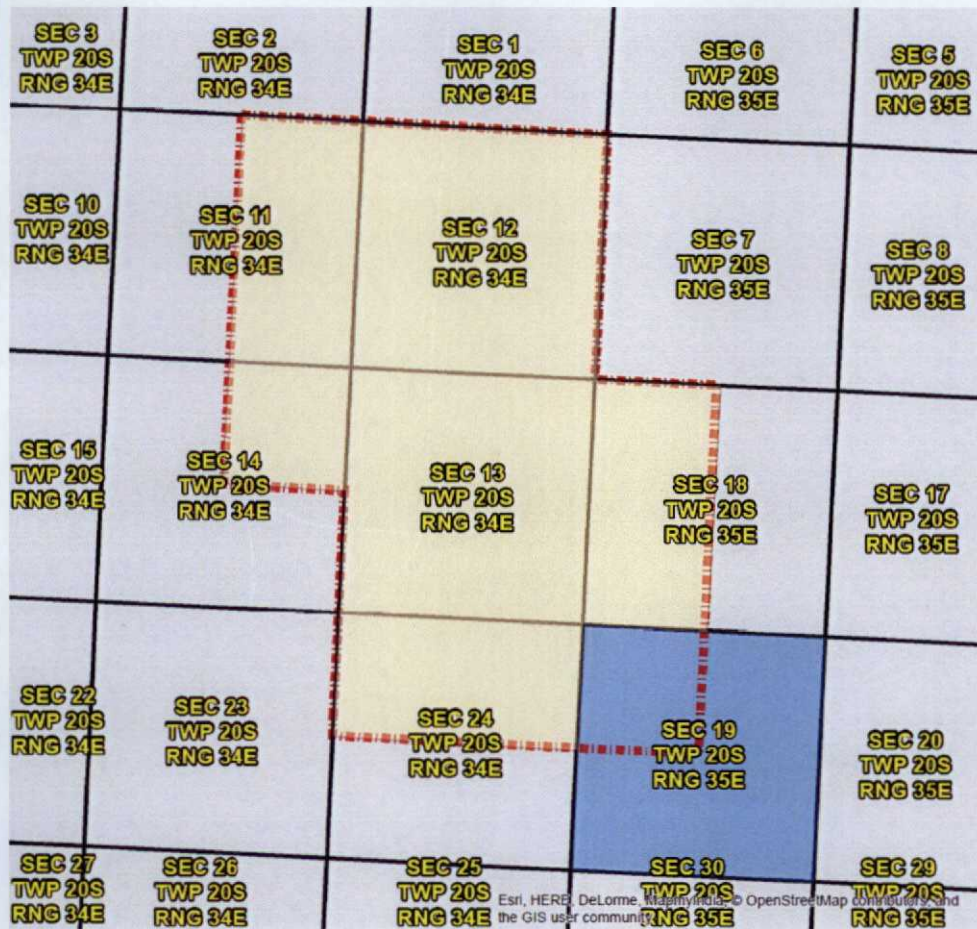 SEC 3
TWP 20S
RNG 34E
SEC 2
TWP 20S
RNG 34E
SEC 1
TWP 20S
RNG 34E
SEC 6
TWP 20S
RNG 35E
SEC 5
TWP 20S
RNG 35E
SEC 10
TWP 20S
RNG 34E
SEC 11
TWP 20S
RNG 34E
SEC 12
TWP 20S
RNG 34E
SEC 7
TWP 20S
RNG 35E
SEC 8
TWP 20S
RNG 35E
SEC 15
TWP 20S
RNG 34E
SEC 14
TWP 20S
RNG 34E
SEC 13
TWP 20S
RNG 34E
SEC 18
TWP 20S
RNG 35E
SEC 17
TWP 20S
RNG 35E
SEC 22
TWP 20S
RNG 34E
SEC 23
TWP 20S
RNG 34E
SEC 24
TWP 20S
RNG 34E
SEC 19
TWP 20S
RNG 35E
SEC 20
TWP 20S
RNG 35E
SEC 27
TWP 20S
RNG 34E
SEC 26
TWP 20S
RNG 34E
SEC 25
TWP 20S
RNG 34E
SEC 30
TWP 20S
RNG 35E
SEC 29
TWP 20S
RNG 35E
Esri, HERE, DeLorme, MapmyIndia, © OpenStreetMap contributors, and
the GIS user community